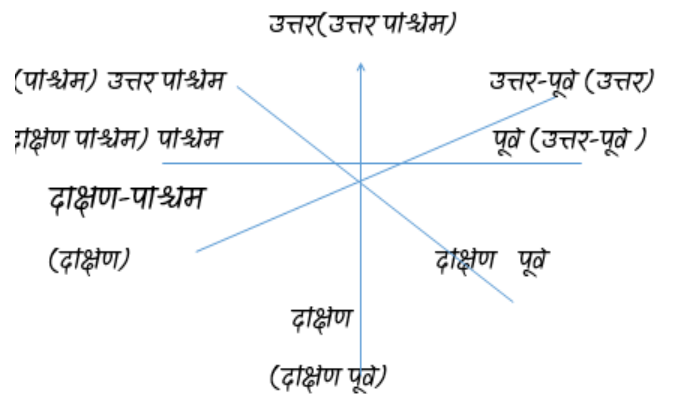 उत्तर(उत्तर पश्चिम)
(पश्चिम) उत्तर पश्चिम
उत्तर-पूर्व (उत्तर)
दक्षिण पश्चिम) पश्चिम
पूर्व (उत्तर-पूर्व )
दक्षिण-पश्चिम
(दक्षिण)
दक्षिण पूर्व
दक्षिण
(दक्षिण पूर्व)